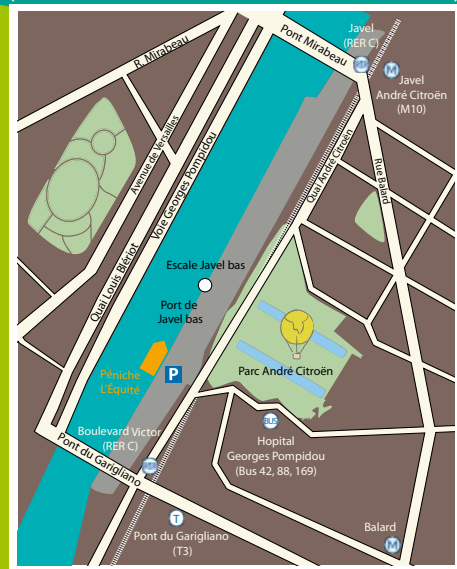 Javel
(RER C)
Pont Mirabeau
R. Mirabeau
M
Javel
André Citroën
(M10)
Avenue de Versailles
Voie Georges Pompidou
Quai André Citroën
Rue Balard
Quai Louis Blériot
Escale Javel bas
Port de
Javel bas
Péniche
L'Équité
P
Parc André Citroën
BUS
Boulevard Victor
(RER C)
Hopital
Georges Pompidou
(Bus 42, 88, 169)
Pont du Garigliano
T
Pont du Garigliano
(T3)
Balard
M